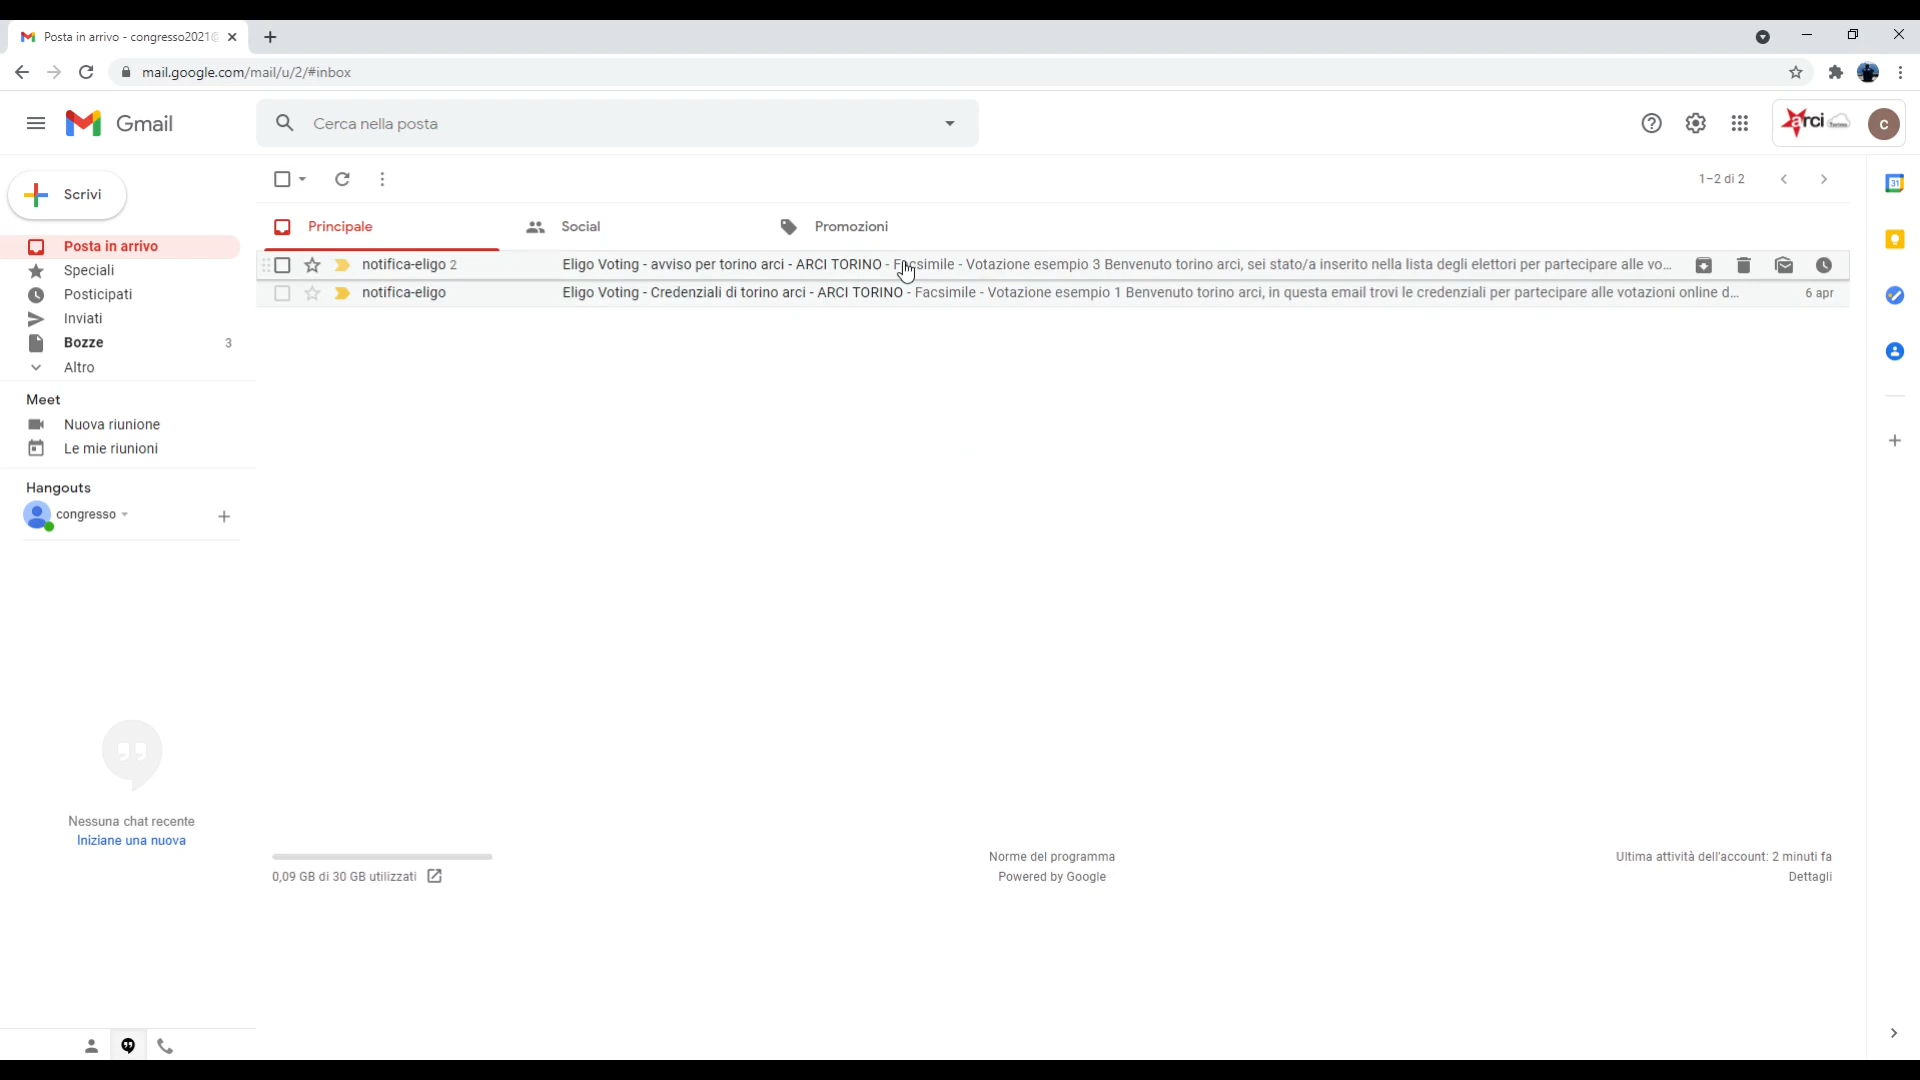 Posta in arrivo - congresso2021@
mail.google.com/mail/u/2/#inbox
Gmail
Cerca nella posta
arci Torino
C
Scrivi
1–2 di 2
Principale
Social
Promozioni
Posta in arrivo
Speciali
Posticipati
Inviati
Bozze 3
Altro
notifica-eligo 2 Eligo Voting - avviso per torino arci - ARCI TORINO - Facsimile - Votazione esempio 3 Benvenuto torino arci, sei stato/a inserito nella lista degli elettori per partecipare alle vo...
notifica-eligo Eligo Voting - Credenziali di torino arci - ARCI TORINO - Facsimile - Votazione esempio 1 Benvenuto torino arci, in questa email trovi le credenziali per partecipare alle votazioni online d... 6 apr
31
Meet
Nuova riunione
Le mie riunioni
Hangouts
congresso
Nessuna chat recente
Iniziane una nuova
0,09 GB di 30 GB utilizzati
Norme del programma
Powered by Google
Ultima attività dell'account: 2 minuti fa
Dettagli